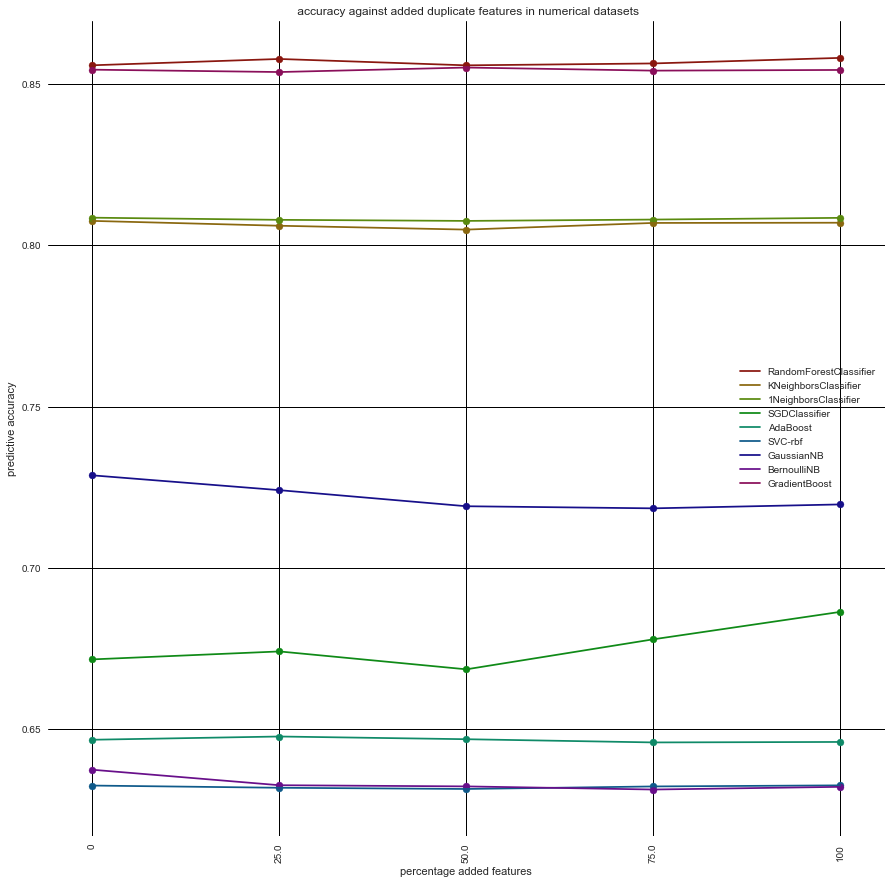 accuracy against added duplicate features in numerical datasets
0.85
0.80
0.75
0.70
0.65
predictive accuracy
RandomForestClassifier
KNeighborsClassifier
1NeighborsClassifier
SGDClassifier
AdaBoost
SVC-rbf
GaussianNB
BernoulliNB
GradientBoost
0
25.0
50.0
75.0
100
percentage added features